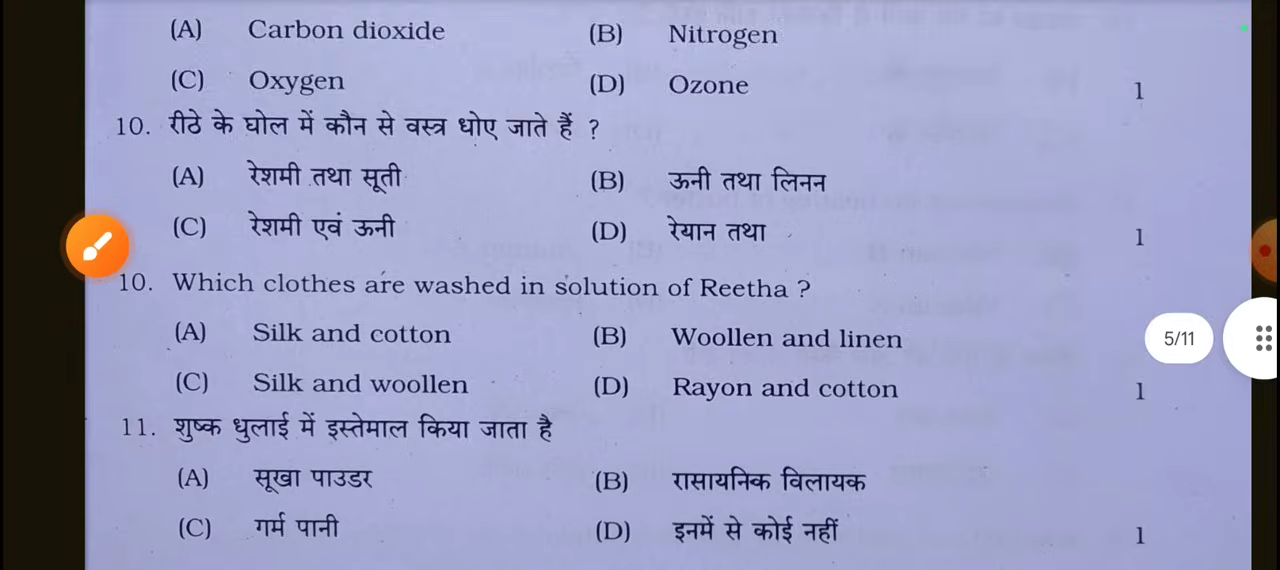 (A) Carbon dioxide (B) Nitrogen
(C) Oxygen (D) Ozone 1
10. रीठे के घोल में कौन से वस्त्र धोए जाते हैं ?
(A) रेशमी तथा सूती (B) ऊनी तथा लिनन
(C) रेशमी एवं ऊनी (D) रेयान तथा 1
10. Which clothes are washed in solution of Reetha ?
(A) Silk and cotton (B) Woollen and linen
5/11
(C) Silk and woollen (D) Rayon and cotton 1
11. शुष्क धुलाई में इस्तेमाल किया जाता है
(A) सूखा पाउडर (B) रासायनिक विलायक
(C) गर्म पानी (D) इनमें से कोई नहीं 1